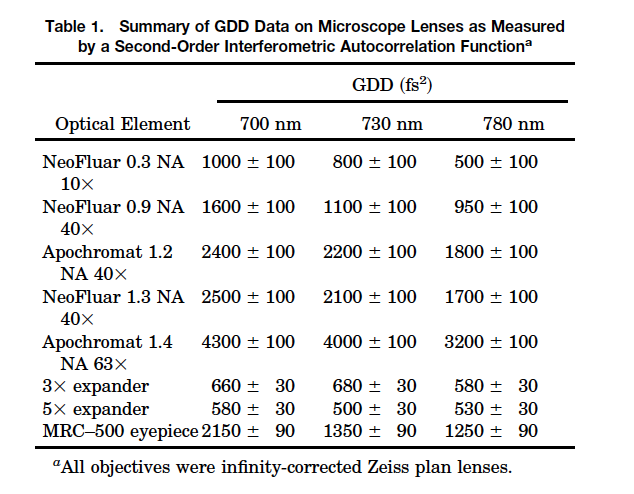 Table 1. Summary of GDD Data on Microscope Lenses as Measured
by a Second-Order Interferometric Autocorrelation Functionᵃ
GDD (fs²)
Optical Element 700 nm 730 nm 780 nm
NeoFluar 0.3 NA 1000 ± 100 800 ± 100 500 ± 100
10×
NeoFluar 0.9 NA 1600 ± 100 1100 ± 100 950 ± 100
40×
Apochromat 1.2 2400 ± 100 2200 ± 100 1800 ± 100
NA 40×
NeoFluar 1.3 NA 2500 ± 100 2100 ± 100 1700 ± 100
40×
Apochromat 1.4 4300 ± 100 4000 ± 100 3200 ± 100
NA 63×
3× expander 660 ± 30 680 ± 30 580 ± 30
5× expander 580 ± 30 500 ± 30 530 ± 30
MRC–500 eyepiece 2150 ± 90 1350 ± 90 1250 ± 90
ᵃAll objectives were infinity-corrected Zeiss plan lenses.